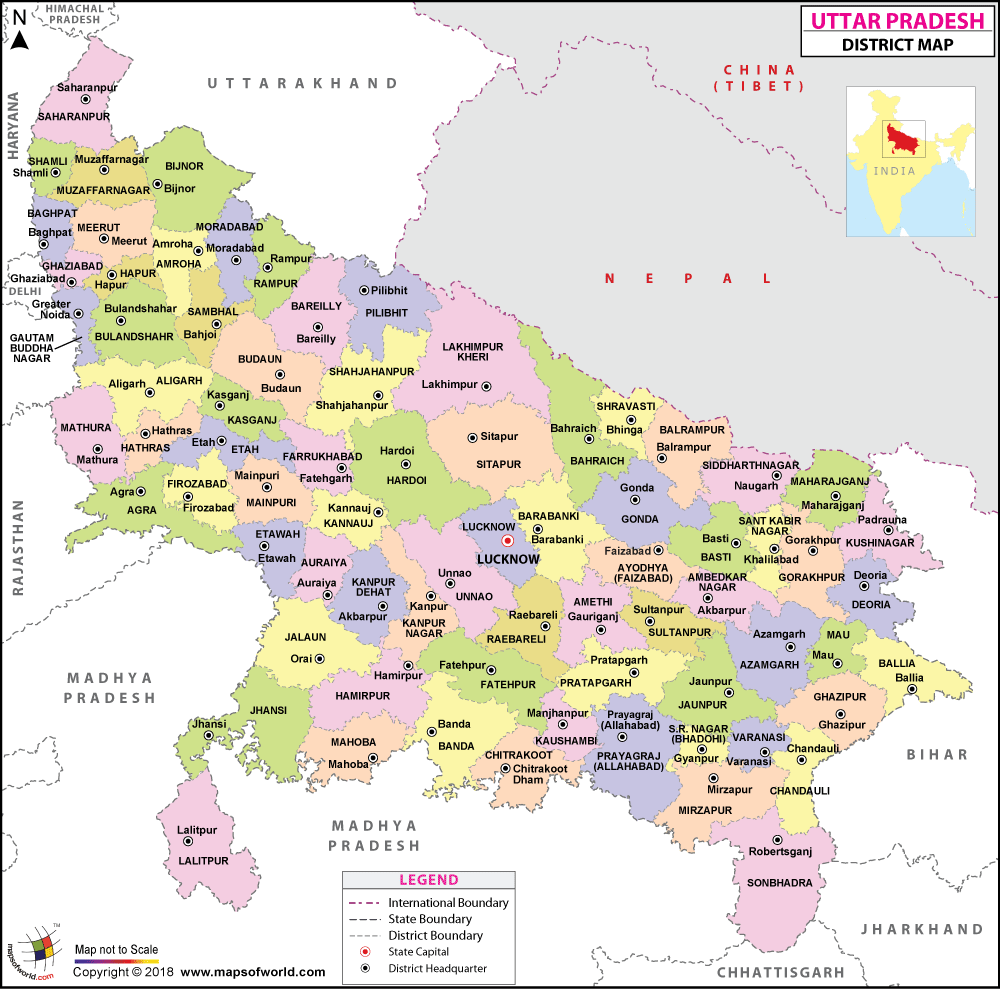 HIMACHAL
PRADESH
N
UTTAR PRADESH
DISTRICT MAP
UTTARAKHAND
CHINA
(TIBET)
HARYANA
INDIA
Saharanpur
SAHARANPUR
SHAMLI
Shamli
Muzaffarnagar
MUZAFFARNAGAR
BIJNOR
Bijnor
BAGHPAT
Baghpat
MEERUT
Meerut
MORADABAD
Moradabad
Amroha
AMROHA
Rampur
RAMPUR
GHAZIABAD
Ghaziabad
DELHI
HAPUR
Hapur
Greater
Noida
GAUTAM
BUDDHA
NAGAR
Bulandshahar
BULANDSHAHR
SAMBHAL
Bahjoi
BAREILLY
Bareilly
Pilibhit
PILIBHIT
NEPAL
BUDAUN
Budaun
SHAHJAHANPUR
Shahjahanpur
LAKHIMPUR
KHERI
Lakhimpur
Aligarh
ALIGARH
Kasganj
KASGANJ
MATHURA
Mathura
Hathras
HATHRAS
Etah
ETAH
FARRUKHABAD
Fatehgarh
Hardoi
HARDOI
Sitapur
SITAPUR
Bahraich
BAHRAICH
SHRAVASTI
Bhinga
BALRAMPUR
Balrampur
Agra
AGRA
FIROZABAD
Firozabad
Mainpuri
MAINPURI
Kannauj
KANNAUJ
Gonda
GONDA
SIDDHARTHNAGAR
Naugarh
MAHARAJGANJ
Maharajganj
Padrauna
KUSHINAGAR
RAJASTHAN
ETAWAH
Etawah
AURAIYA
Auraiya
KANPUR
DEHAT
Akbarpur
Kanpur
KANPUR
NAGAR
Unnao
UNNAO
LUCKNOW
LUCKNOW
BARABANKI
Barabanki
Faizabad
AYODHYA
(FAIZABAD)
Basti
BASTI
SANT KABIR
NAGAR
Khalilabad
Gorakhpur
GORAKHPUR
Deoria
DEORIA
AMBEDKAR
NAGAR
Akbarpur
JALAUN
Orai
Hamirpur
HAMIRPUR
Raebareli
RAEBARELI
AMETHI
Gauriganj
Sultanpur
SULTANPUR
Azamgarh
AZAMGARH
MAU
Mau
BALLIA
Ballia
Fatehpur
FATEHPUR
Pratapgarh
PRATAPGARH
Jaunpur
JAUNPUR
GHAZIPUR
Ghazipur
MADHYA
PRADESH
JHANSI
Jhansi
MAHOBA
Mahoba
Banda
BANDA
CHITRAKOOT
Chitrakoot
Dham
Manjhanpur
KAUSHAMBI
Prayagraj
(Allahabad)
PRAYAGRAJ
(ALLAHABAD)
S.R. NAGAR
(BHADOHI)
Gyanpur
VARANASI
Varanasi
Chandauli
CHANDAULI
Mirzapur
MIRZAPUR
BIHAR
Lalitpur
LALITPUR
MADHYA
PRADESH
Robertsganj
SONBHADRA
JHARKHAND
CHHATTISGARH
LEGEND
International Boundary
State Boundary
District Boundary
State Capital
District Headquarter
mapsofworld.com
TM
Map not to Scale
Copyright © 2018 www.mapsofworld.com